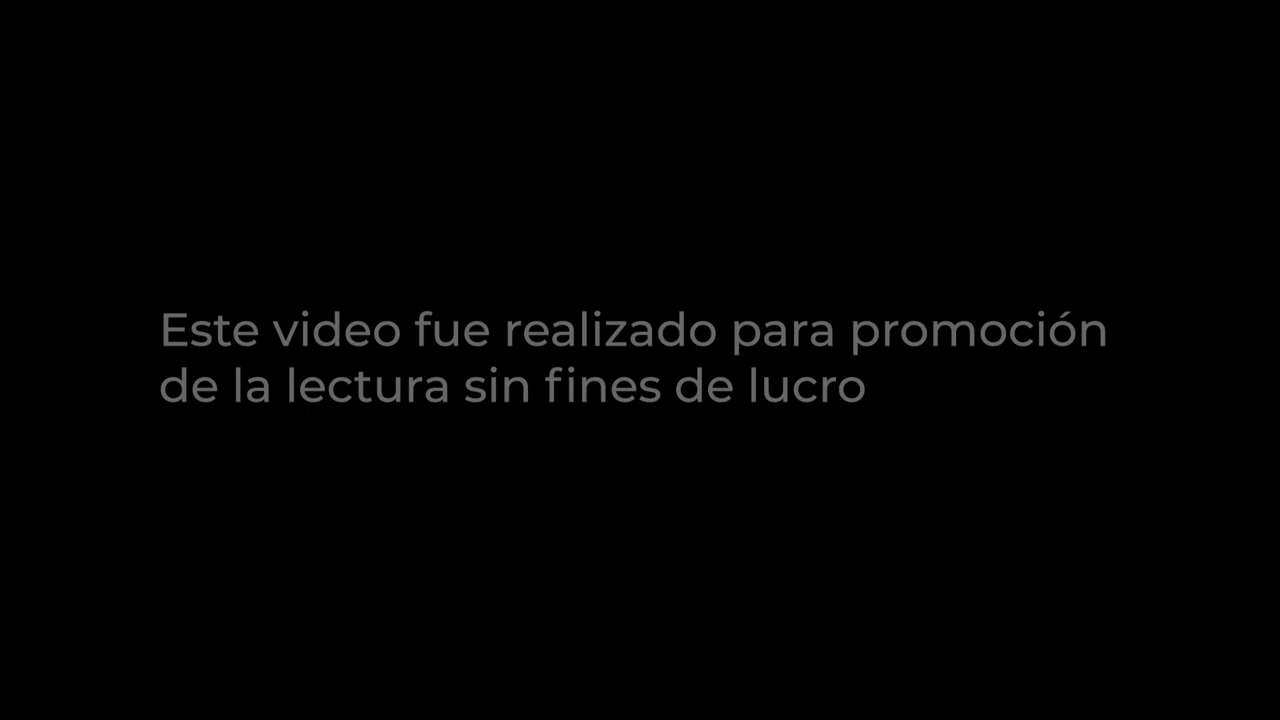 Este video fue realizado para promoción
de la lectura sin fines de lucro